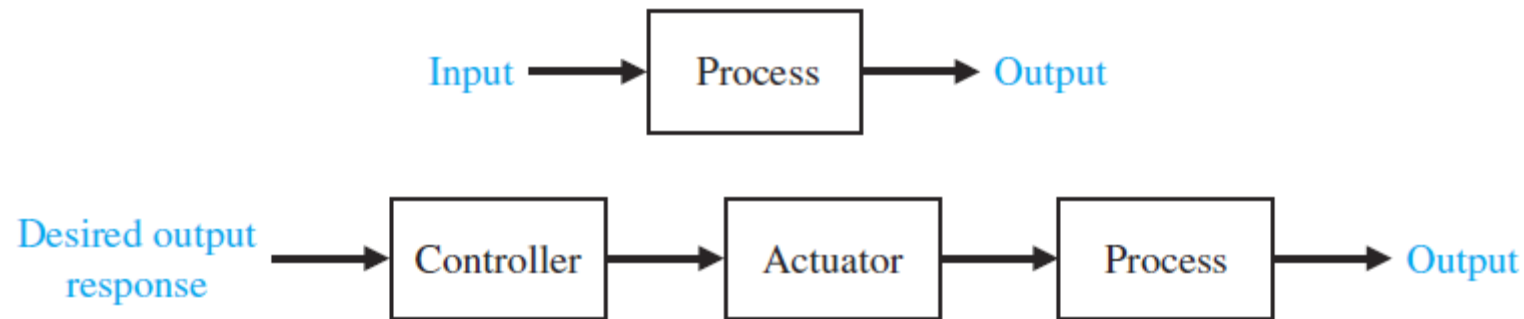 Input
Process
Output
Desired output
response
Controller
Actuator
Process
Output